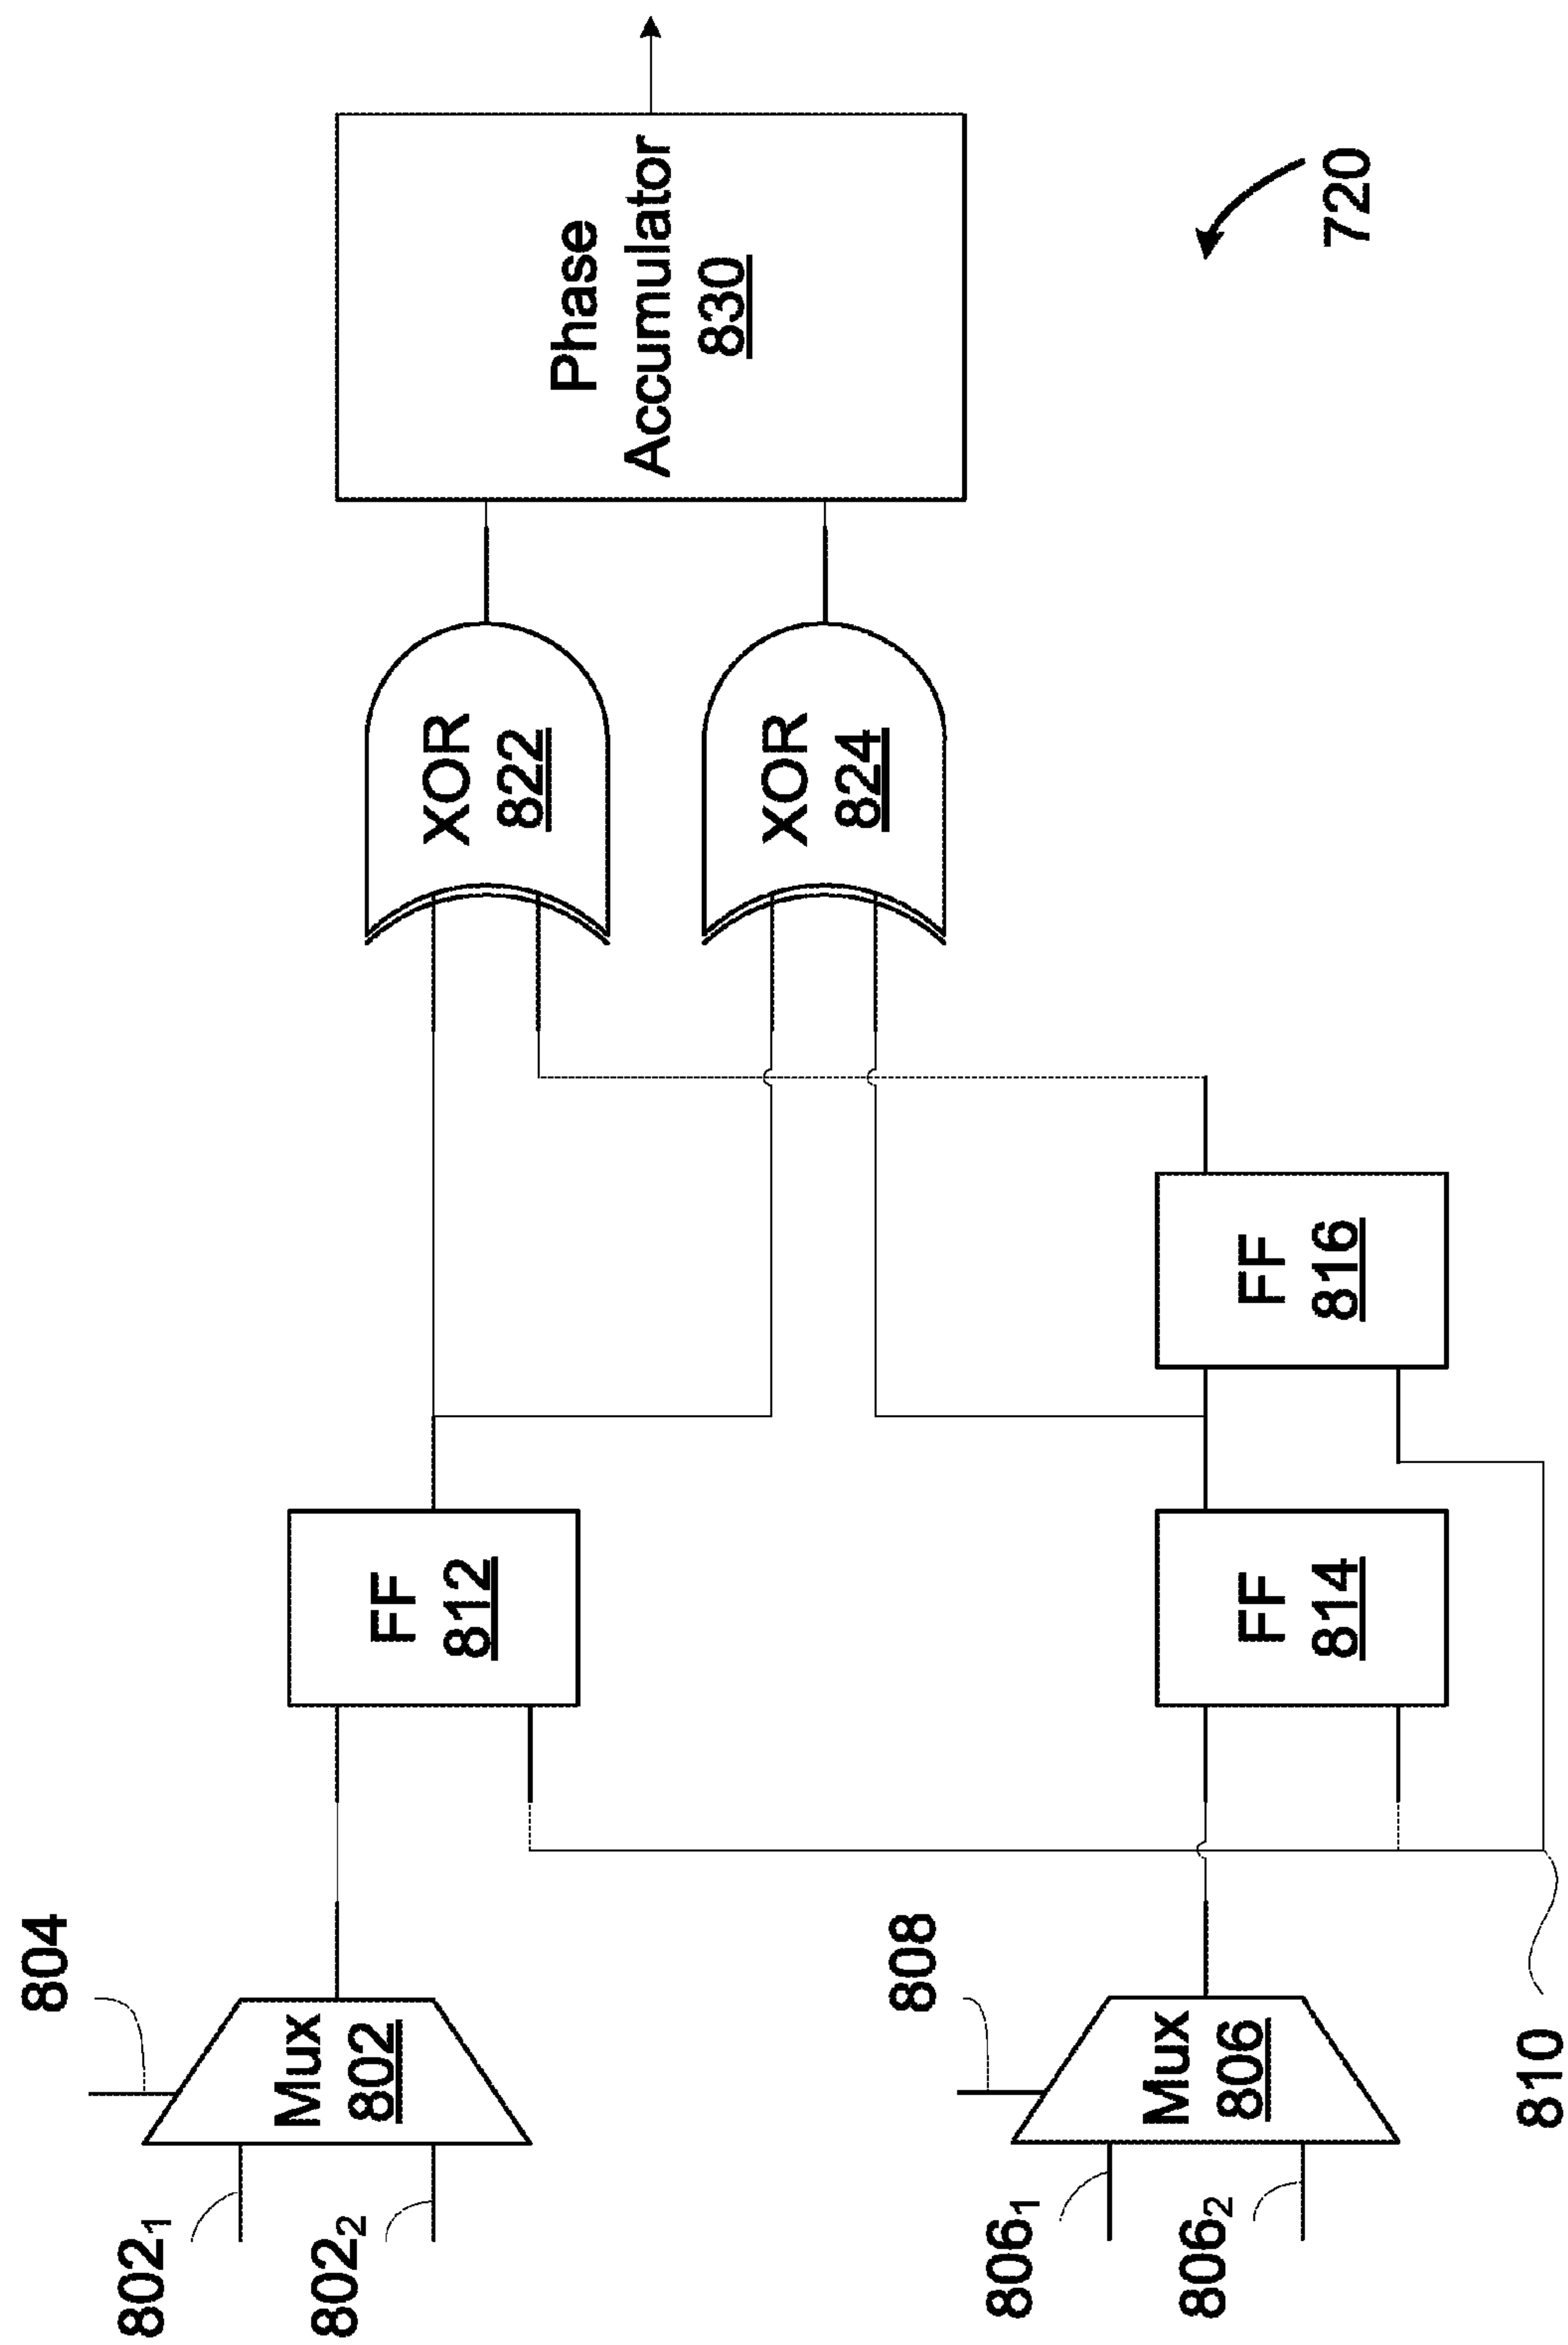 802₁
802₂
804
Mux
802
806₁
806₂
808
Mux
806
810
FF
812
FF
814
FF
816
XOR
822
XOR
824
Phase
Accumulator
830
720